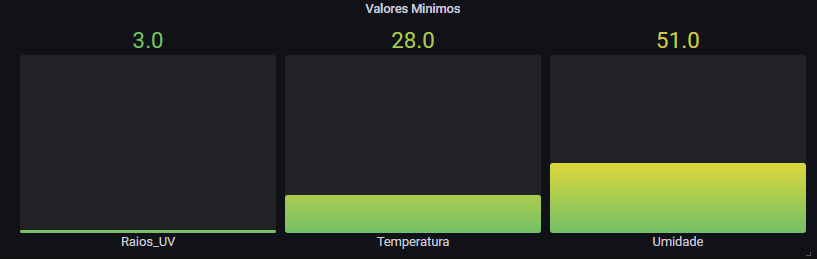 Valores Minimos
3.0
28.0
51.0
Raios_UV
Temperatura
Umidade